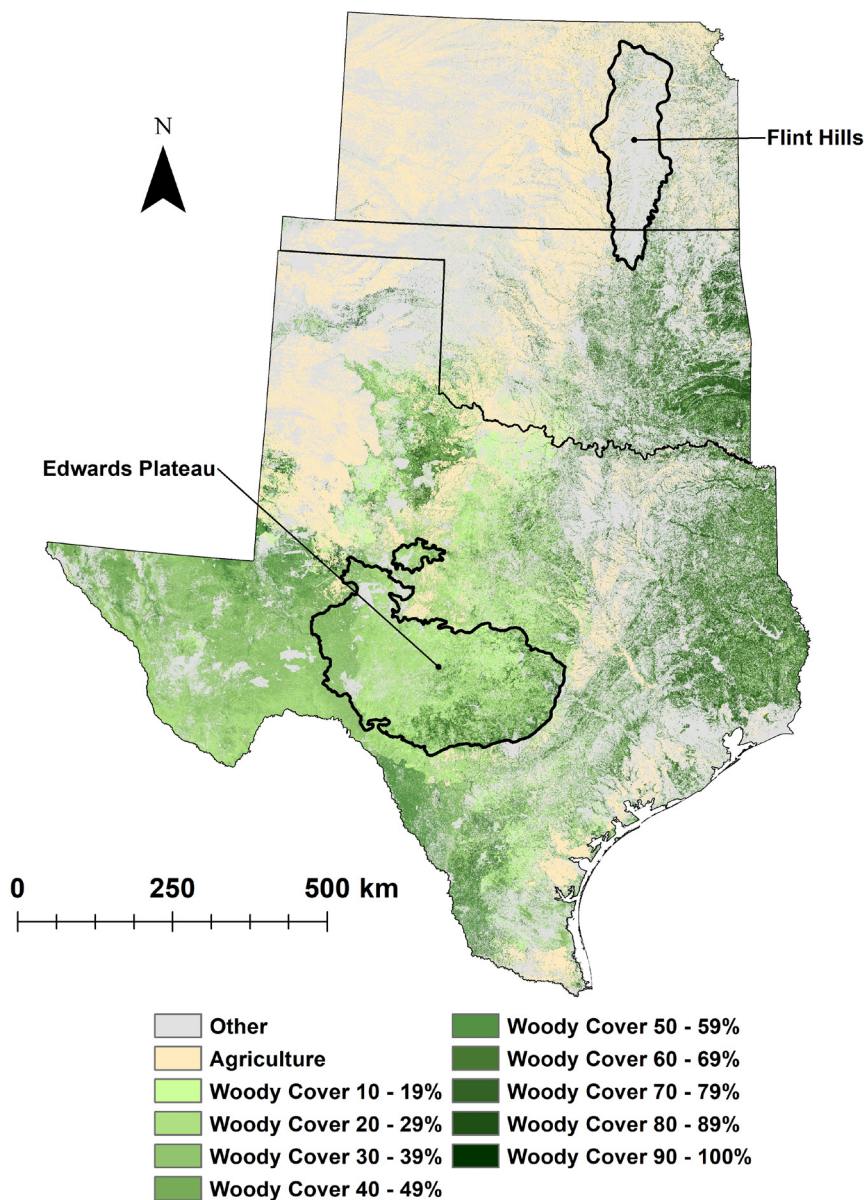 N
Flint Hills
Edwards Plateau
0 250 500 km
Other
Agriculture
Woody Cover 10 - 19%
Woody Cover 20 - 29%
Woody Cover 30 - 39%
Woody Cover 40 - 49%
Woody Cover 50 - 59%
Woody Cover 60 - 69%
Woody Cover 70 - 79%
Woody Cover 80 - 89%
Woody Cover 90 - 100%